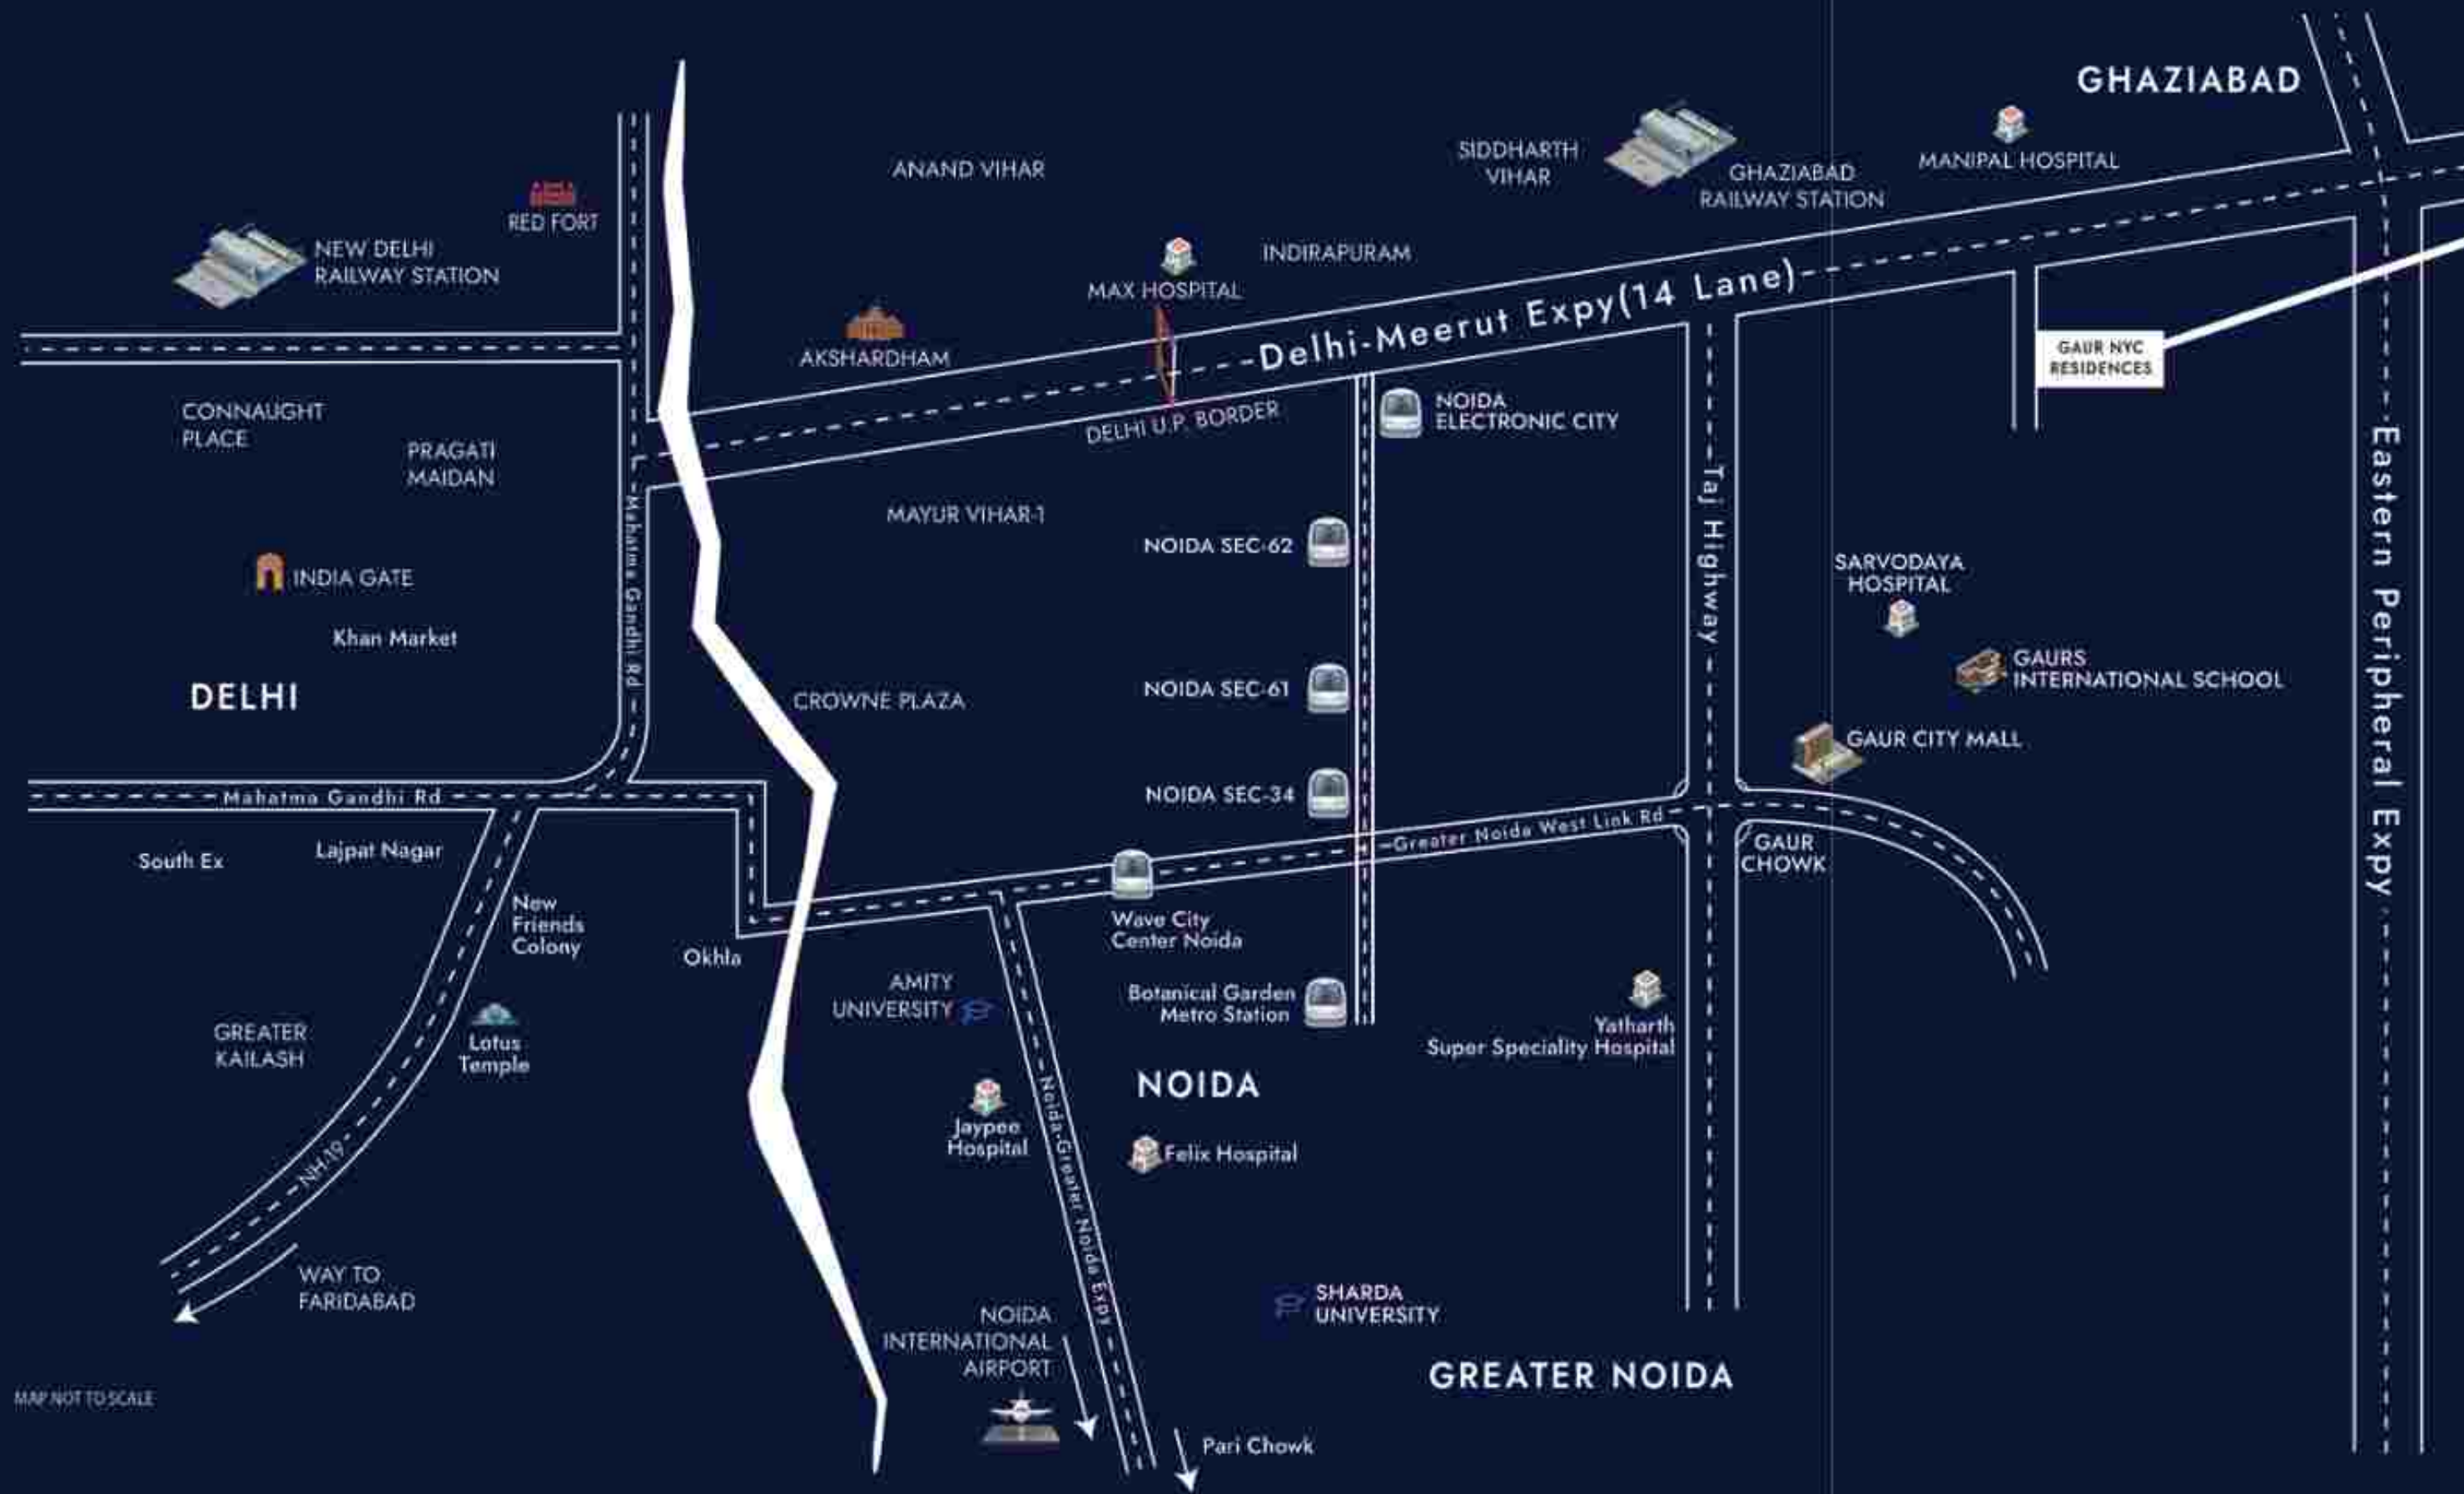 GHAZIABAD
SIDDHARTH
VIHAR
GHAZIABAD
RAILWAY STATION
MANIPAL HOSPITAL
ANAND VIHAR
RED FORT
NEW DELHI
RAILWAY STATION
INDIRAPURAM
MAX HOSPITAL
AKSHARDHAM
Delhi-Meerut Expy(14 Lane)
GAUR NYC
RESIDENCES
CONNAUGHT
PLACE
PRAGATI
MAIDAN
DELHI U.P. BORDER
NOIDA
ELECTRONIC CITY
Mahatma Gandhi Rd
MAYUR VIHAR-1
NOIDA SEC-62
Taj Highway
Eastern Peripheral Expy
INDIA GATE
Khan Market
SARVODAYA
HOSPITAL
GAURS
INTERNATIONAL SCHOOL
DELHI
CROWNE PLAZA
NOIDA SEC-61
GAUR CITY MALL
Mahatma Gandhi Rd
NOIDA SEC-34
Greater Noida West Link Rd
GAUR
CHOWK
South Ex
Lajpat Nagar
New
Friends
Colony
Okhla
Wave City
Center Noida
AMITY
UNIVERSITY
Botanical Garden
Metro Station
Yatharth
Super Speciality Hospital
GREATER
KAILASH
Lotus
Temple
NOIDA
Jaypee
Hospital
Noida-Greater Noida Expy
Felix Hospital
NH-19
WAY TO
FARIDABAD
NOIDA
INTERNATIONAL
AIRPORT
SHARDA
UNIVERSITY
GREATER NOIDA
MAP NOT TO SCALE
Pari Chowk